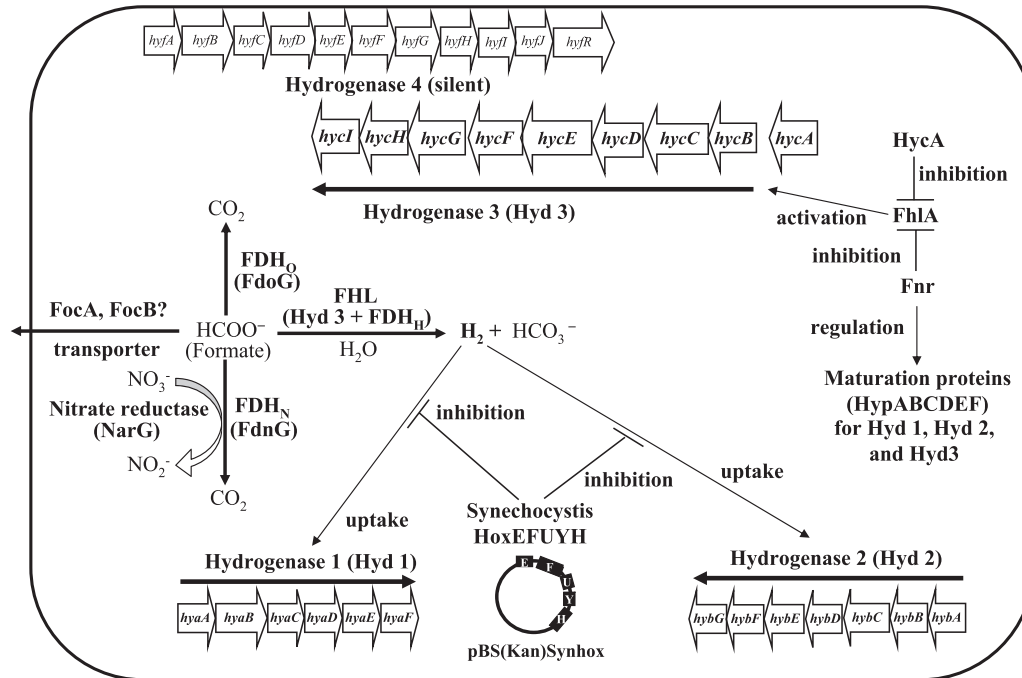 hyfA hyfB hyfC hyfD hyfE hyfF hyfG hyfH hyfI hyfJ hyfR
Hydrogenase 4 (silent)
hycI hycH hycG hycF hycE hycD hycC hycB hycA
Hydrogenase 3 (Hyd 3)
HycA
inhibition
FhlA
activation
inhibition
Fnr
regulation
Maturation proteins
(HypABCDEF)
for Hyd 1, Hyd 2,
and Hyd3
CO₂
FDH_O
(FdoG)
FocA, FocB?
transporter
HCOO⁻
(Formate)
FHL
(Hyd 3 + FDH_H)
H₂O
H₂ + HCO₃⁻
NO₃⁻
Nitrate reductase
(NarG)
NO₂⁻
FDH_N
(FdnG)
CO₂
inhibition
inhibition
uptake
uptake
Synechocystis
HoxEFUYH
E F U Y H
pBS(Kan)Synhox
Hydrogenase 1 (Hyd 1)
hyaA hyaB hyaC hyaD hyaE hyaF
Hydrogenase 2 (Hyd 2)
hybG hybF hybE hybD hybC hybB hybA